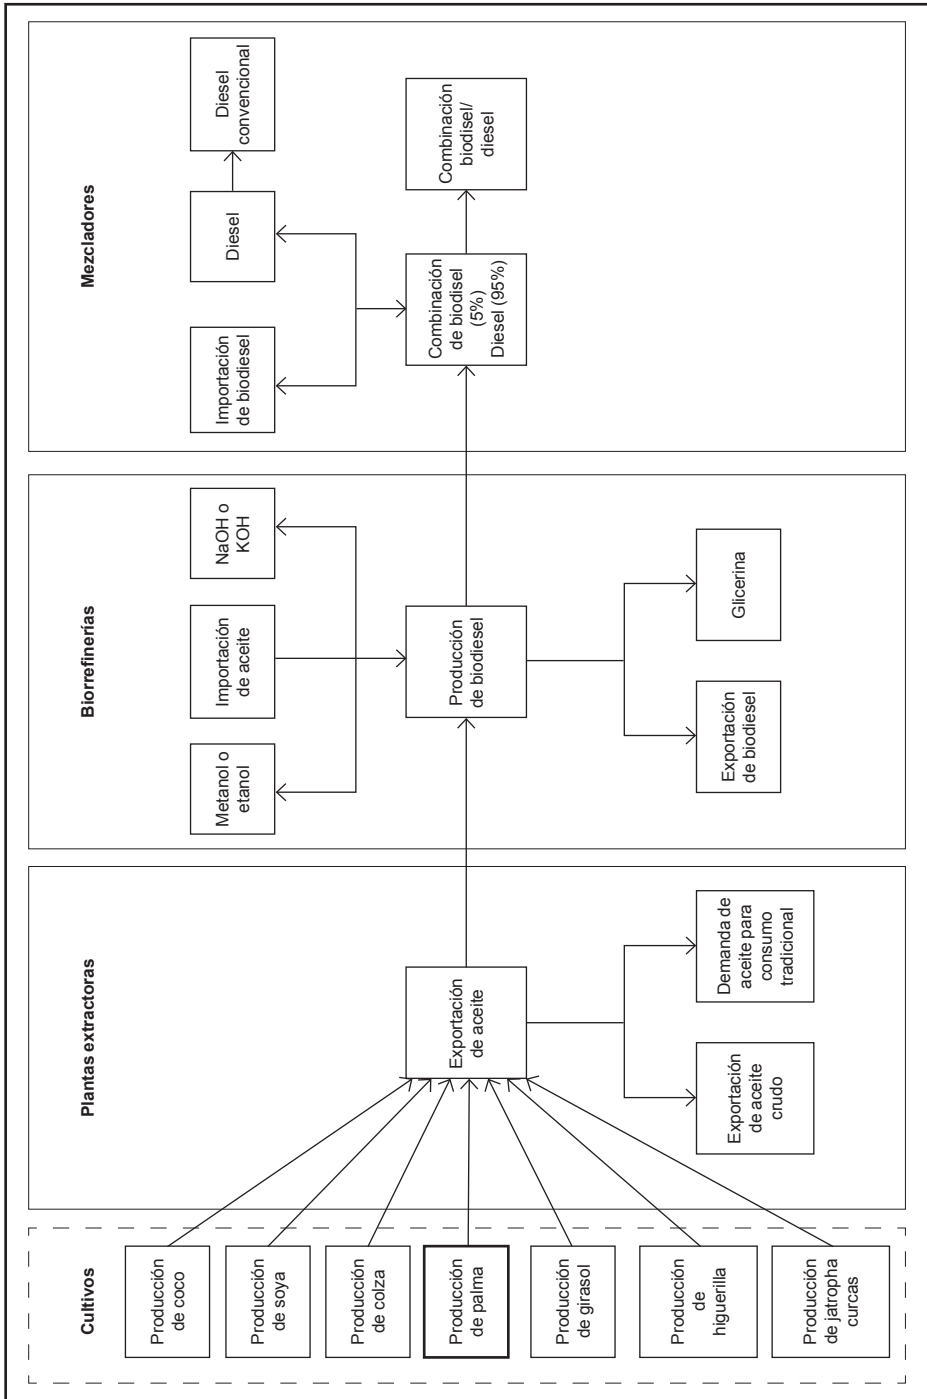 Cultivos
Producción
de coco
Producción
de soya
Producción
de colza
Producción
de palma
Producción
de girasol
Producción
de
higuerilla
Producción
de jatropha
curcas
Plantas extractoras
Exportación
de aceite
Exportación
de aceite
crudo
Demanda de
aceite para
consumo
tradicional
Biorrefinerías
Metanol o
etanol
Importación
de aceite
NaOH o
KOH
Producción
de biodiesel
Exportación
de biodiesel
Glicerina
Mezcladores
Importación
de biodiesel
Diesel
Diesel
convencional
Combinación
de biodisel
(5%)
Diesel (95%)
Combinación
biodisel/
diesel